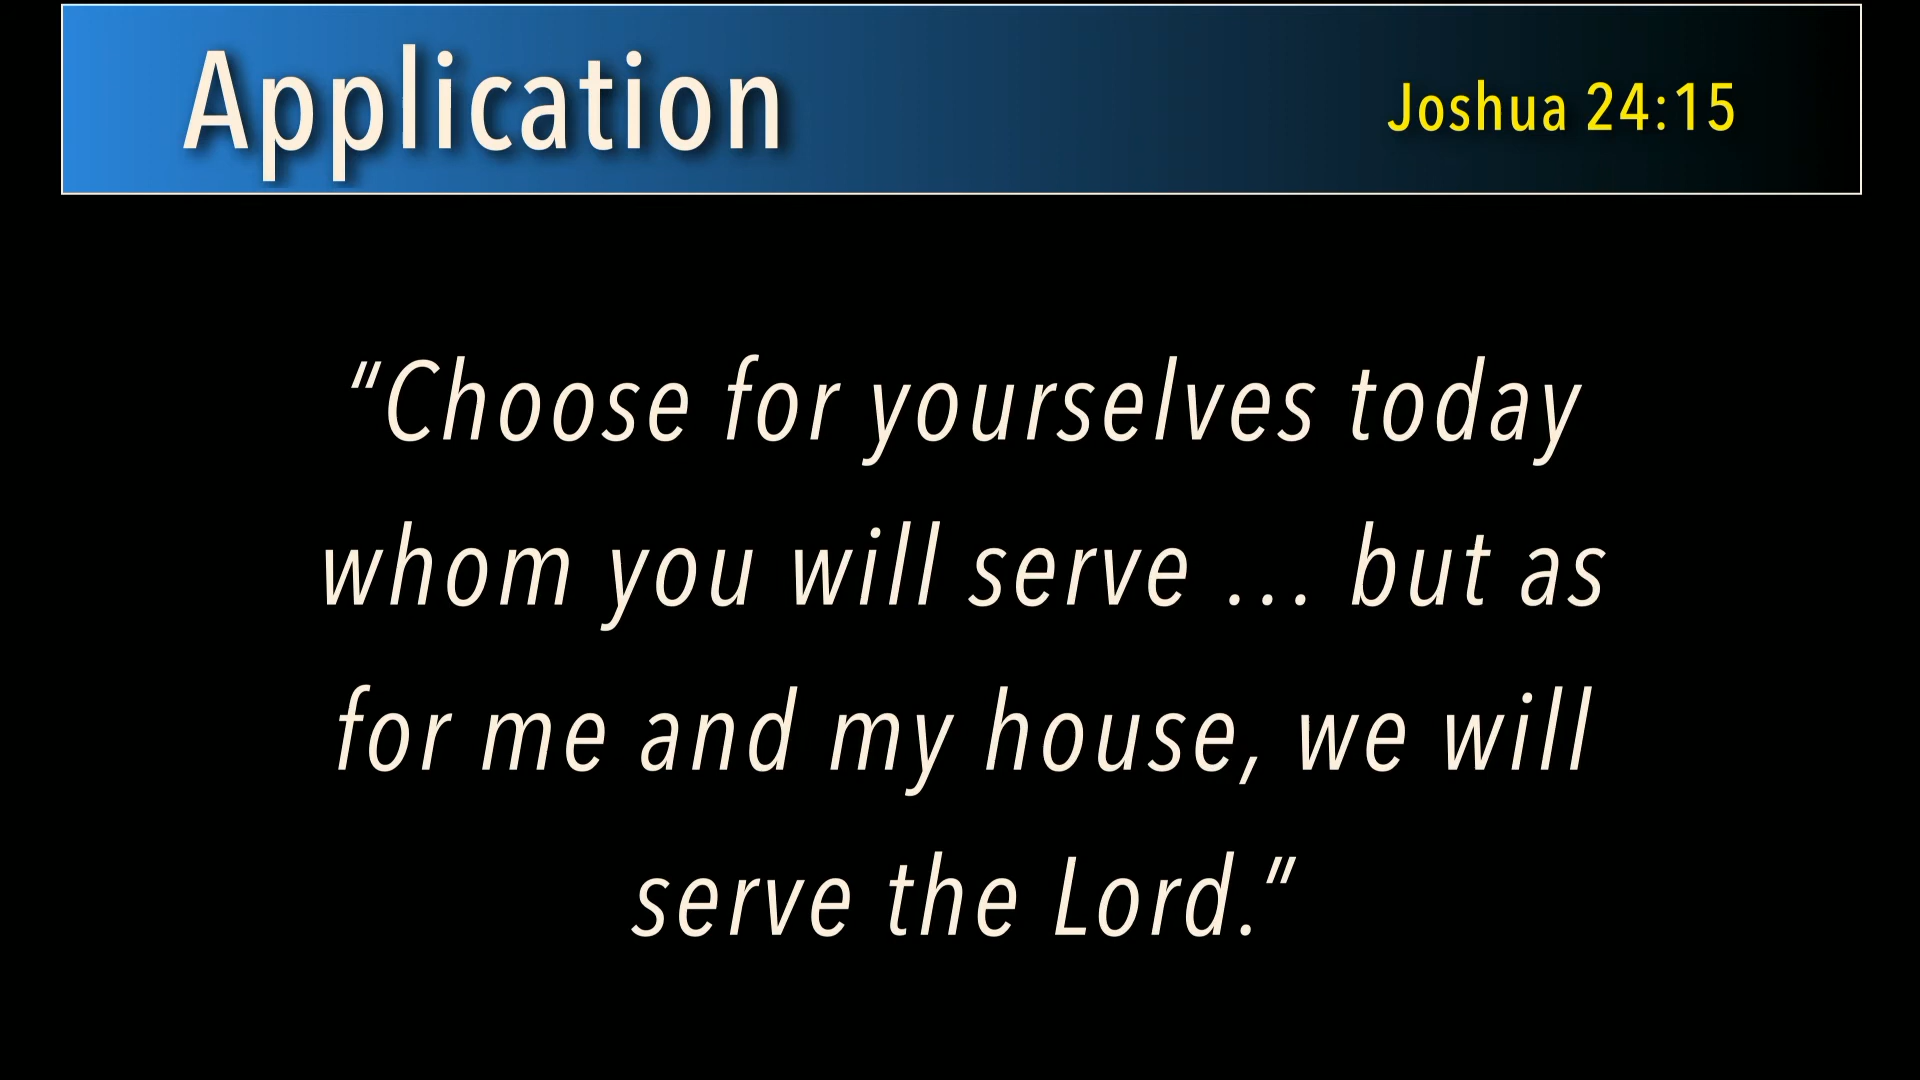 Application
Joshua 24:15
“Choose for yourselves today
whom you will serve … but as
for me and my house, we will
serve the Lord.”